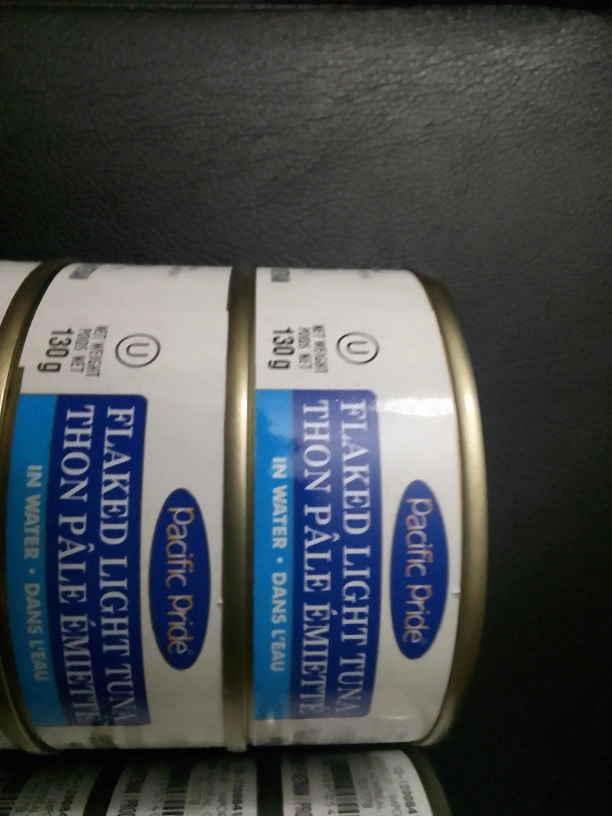 Pacific Pride
FLAKED LIGHT TUNA
THON PÂLE ÉMIETTÉ
IN WATER • DANS L'EAU
U
NET WEIGHT
POIDS NET
130 g
Pacific Pride
FLAKED LIGHT TUNA
THON PÂLE ÉMIETTÉ
IN WATER • DANS L'EAU
U
NET WEIGHT
POIDS NET
130 g